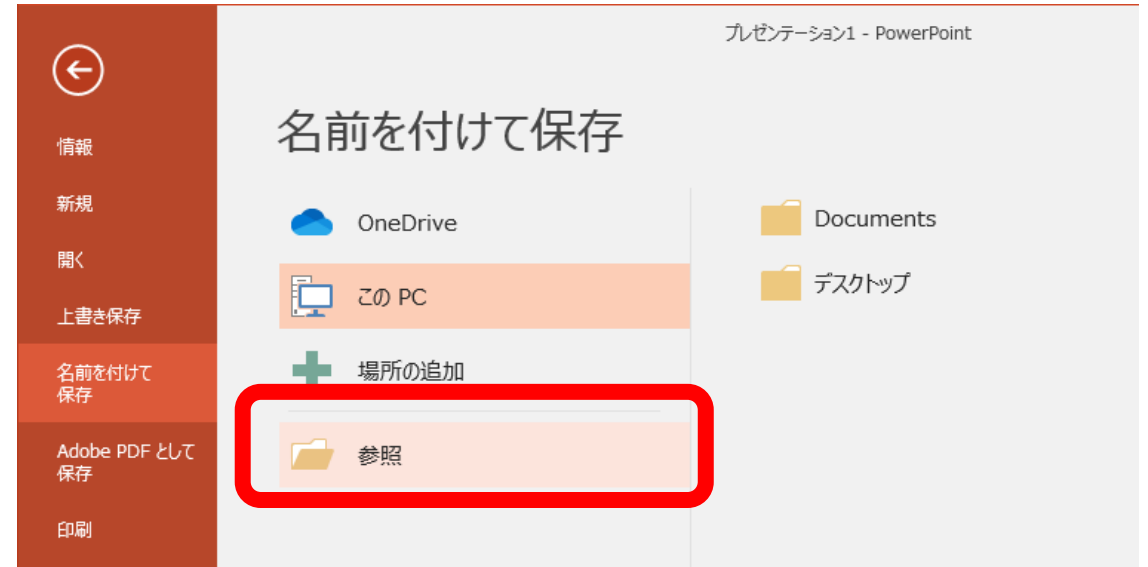 プレゼンテーション1 - PowerPoint
情報
新規
開く
上書き保存
名前を付けて
保存
Adobe PDF として
保存
印刷
名前を付けて保存
OneDrive
この PC
場所の追加
参照
Documents
デスクトップ